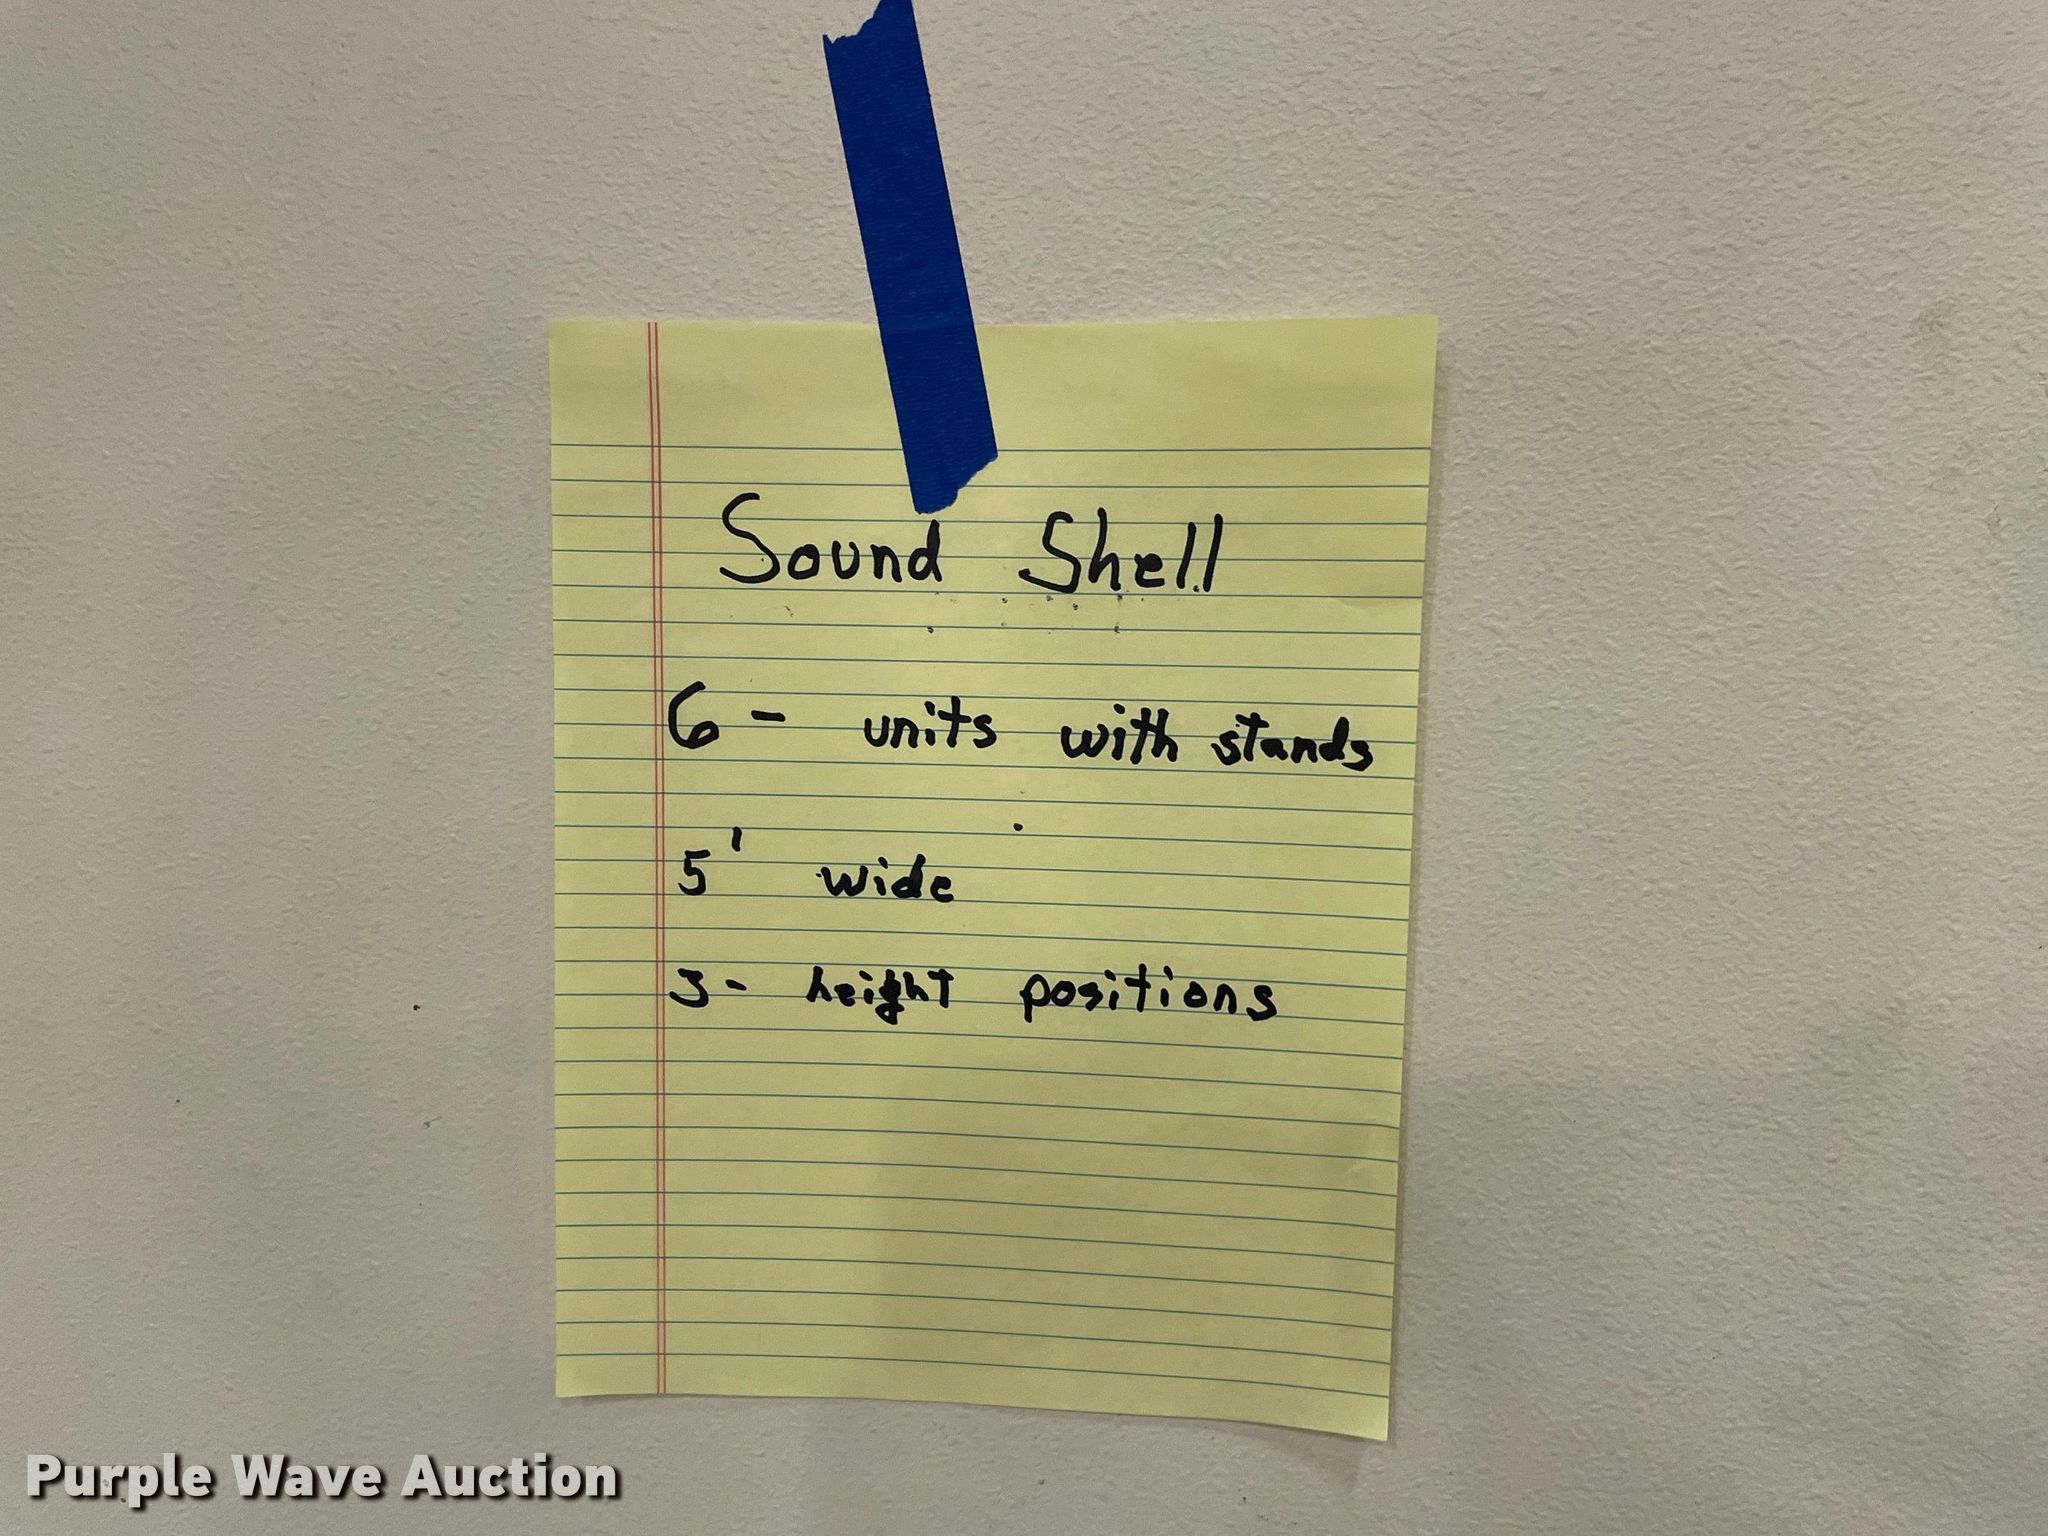 Sound Shell
6 - units with stands
5' wide
3- height positions
Purple Wave Auction